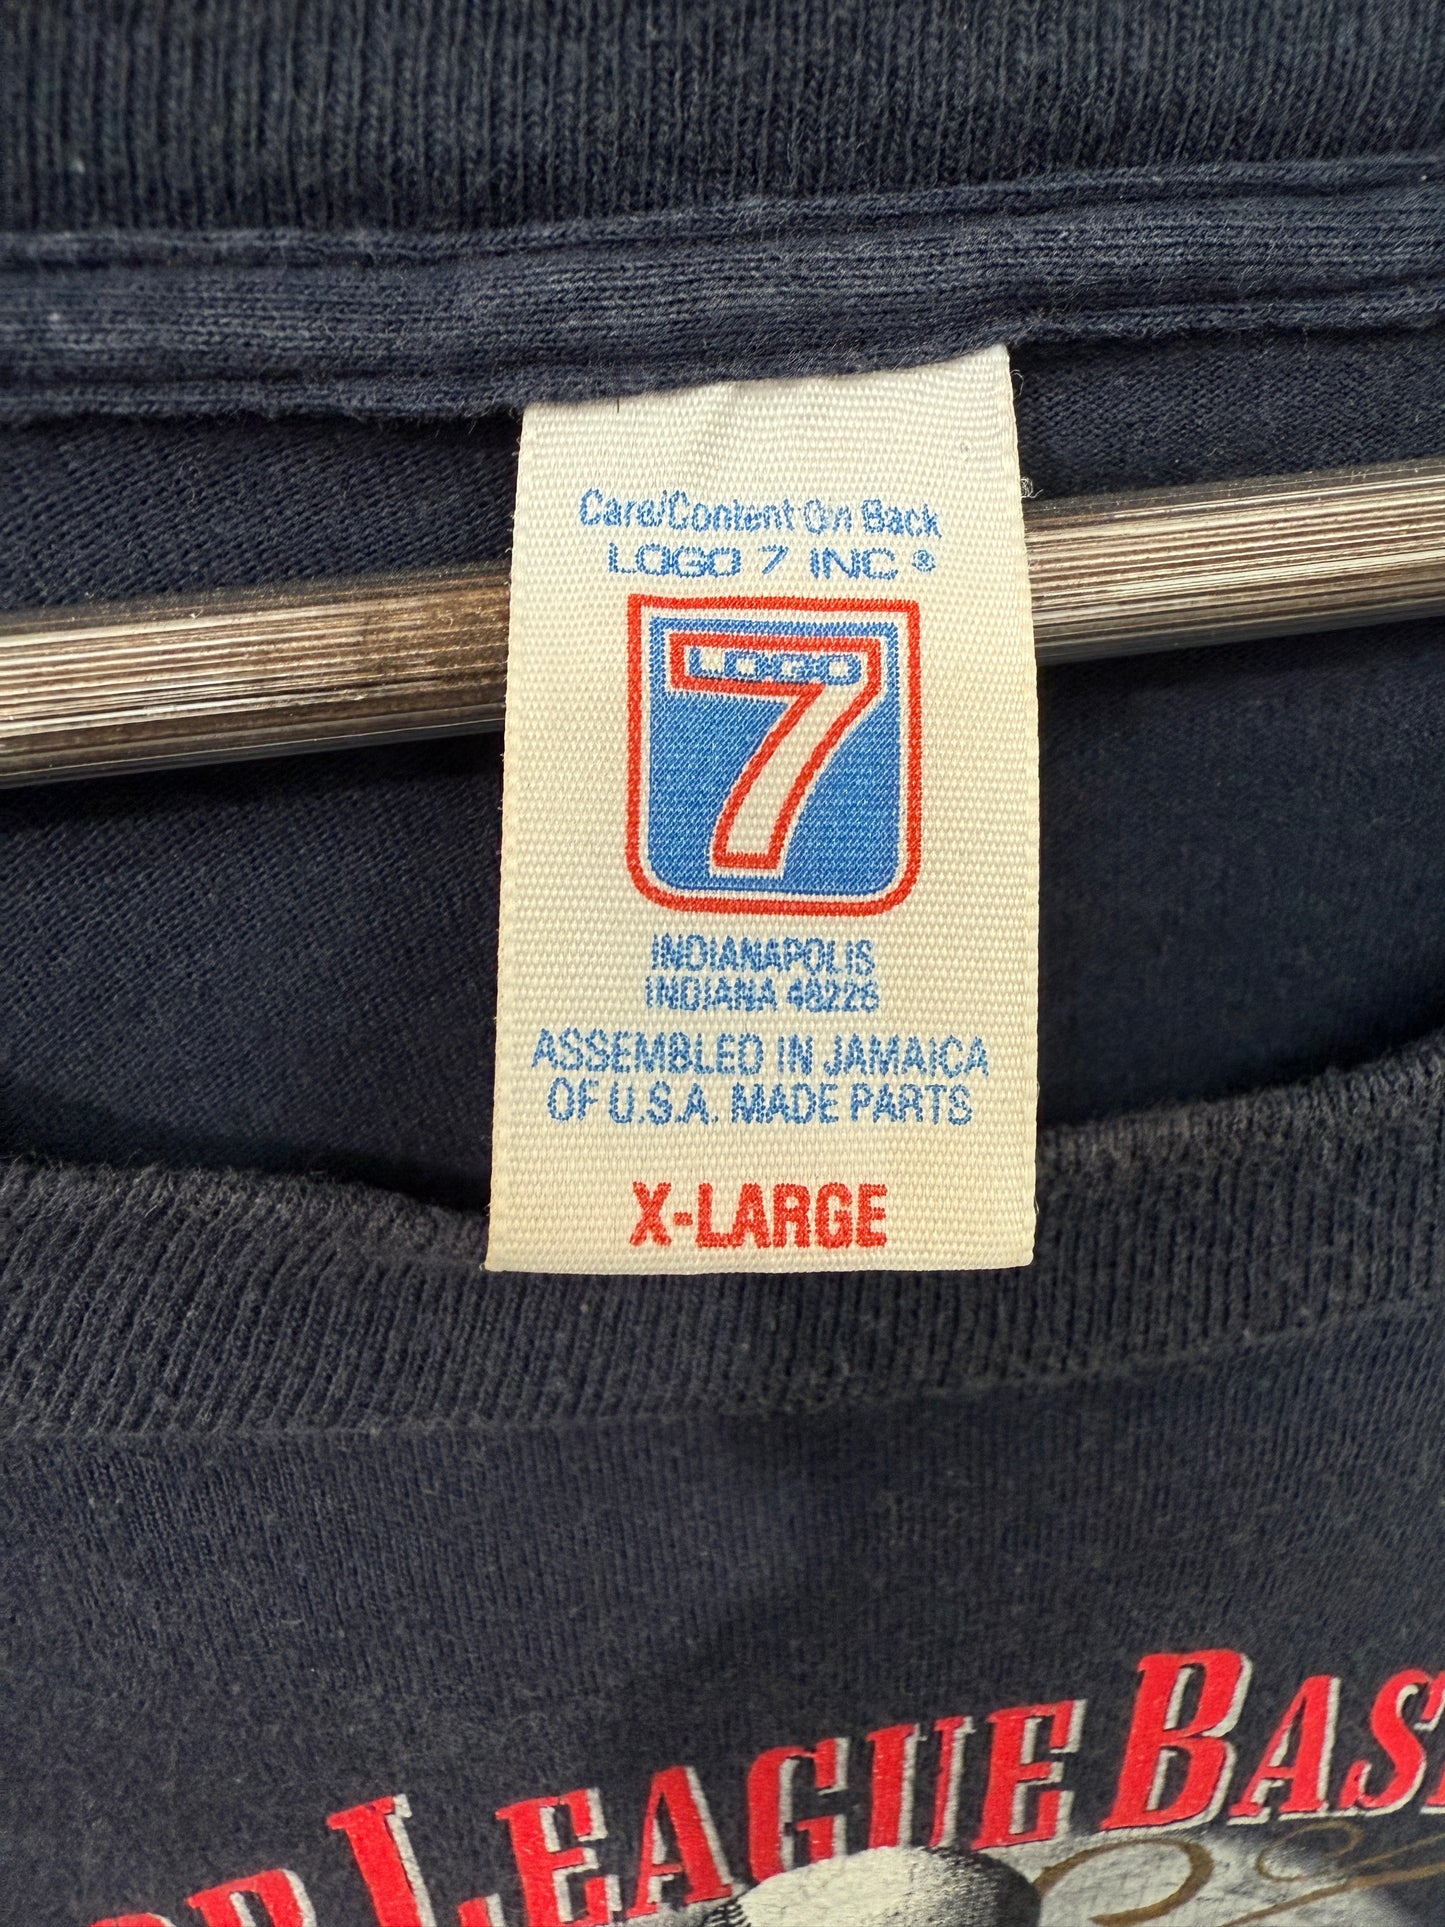 Care/Content On Back
LOGO 7 INC ®
LOGO
7
INDIANAPOLIS
INDIANA 46226
ASSEMBLED IN JAMAICA
OF U.S.A. MADE PARTS
X-LARGE
OR LEAGUE BAS